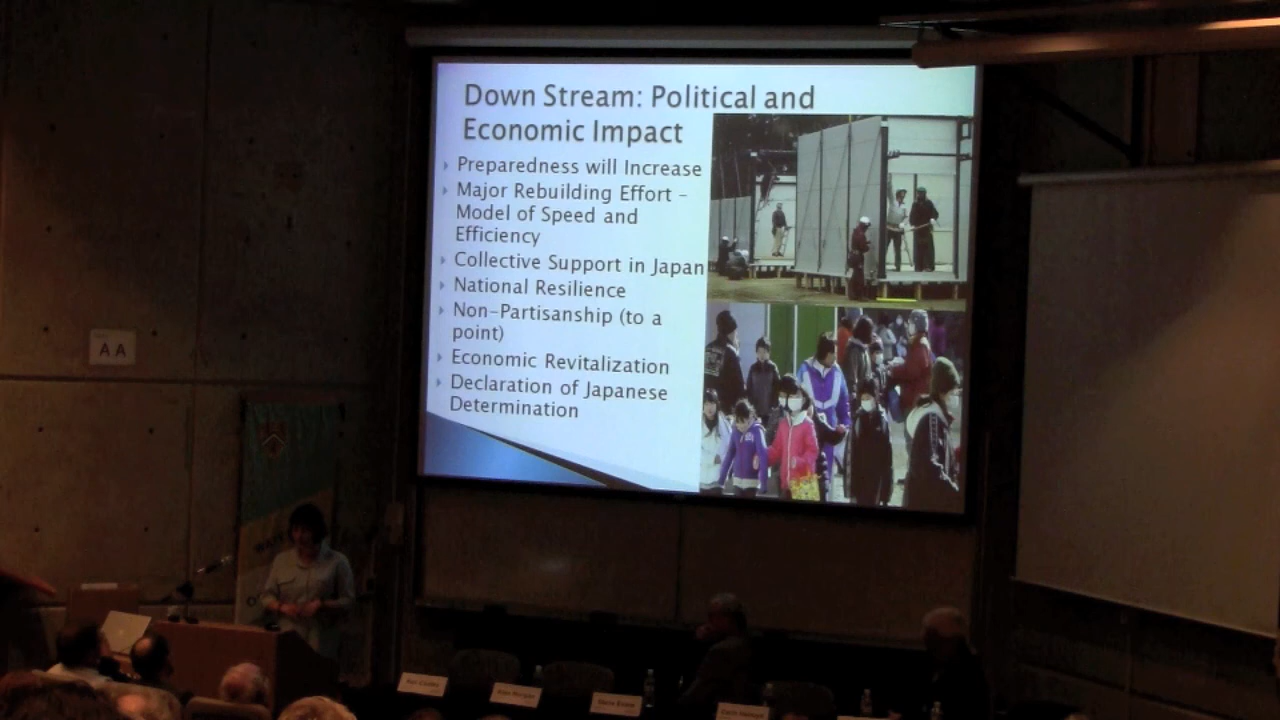 Down Stream: Political and
Economic Impact
Preparedness will Increase
Major Rebuilding Effort –
Model of Speed and
Efficiency
Collective Support in Japan
National Resilience
Non-Partisanship (to a
point)
Economic Revitalization
Declaration of Japanese
Determination
A A